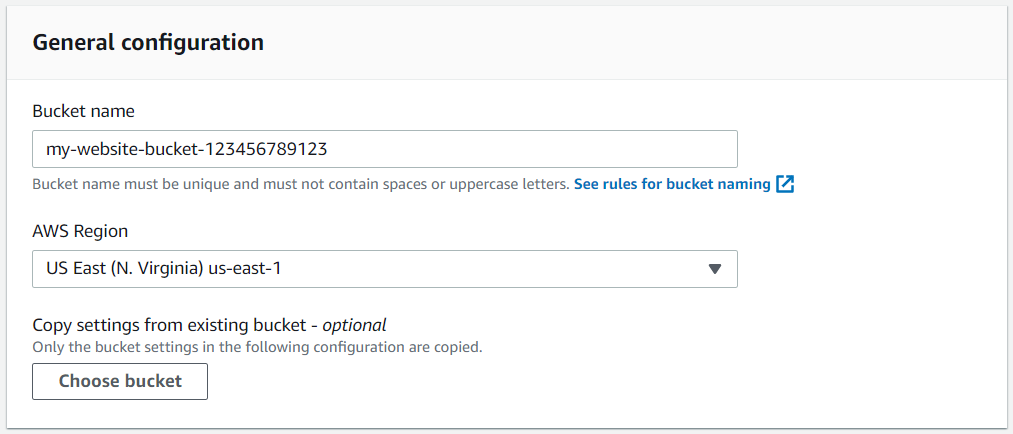 General configuration
Bucket name
my-website-bucket-123456789123
Bucket name must be unique and must not contain spaces or uppercase letters. See rules for bucket naming
AWS Region
US East (N. Virginia) us-east-1
Copy settings from existing bucket - optional
Only the bucket settings in the following configuration are copied.
Choose bucket